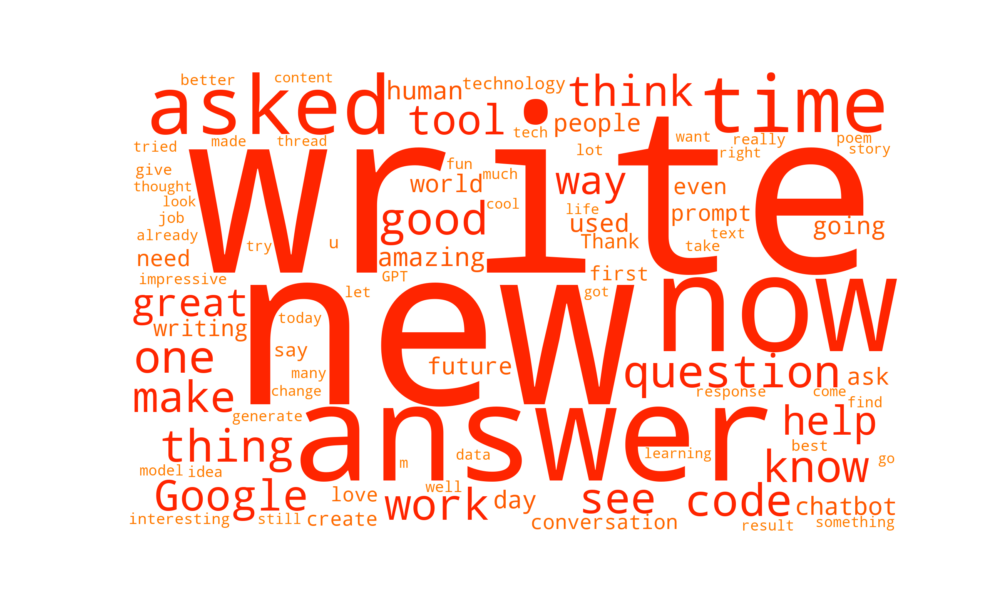 better content
asked human technology think time
tool tech people
tried made thread write lot want really right poem story
give fun much
thought world cool way even
look
job good life used prompt going
already try u Thank take text
need amazing
impressive GPT first
new now
great let got
writing today
one say future question ask
make many change response come find
generate answer help
thing best
model idea m data learning know go
Google love well
work day see code chatbot
interesting still create conversation result something